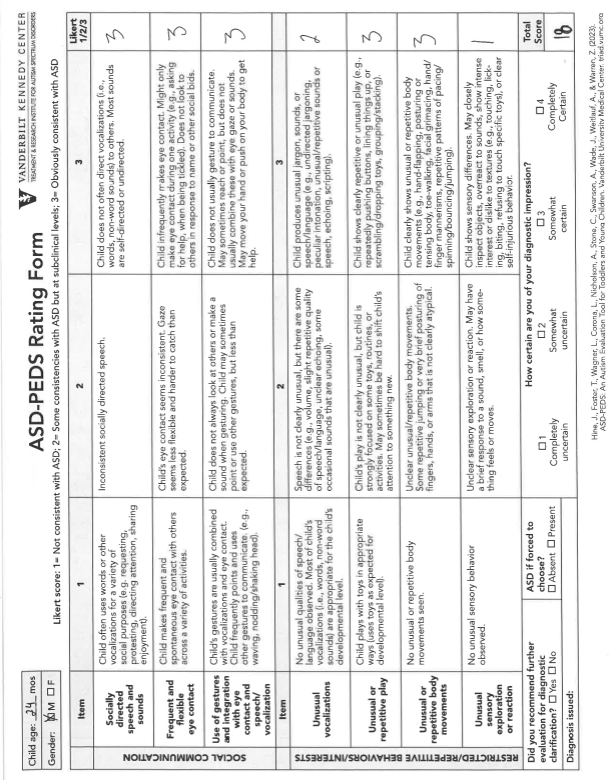 Child age: 24 mos
Gender: ☒ M ☐ F
ASD-PEDS Rating Form
VANDERBILT KENNEDY CENTER
TREATMENT & RESEARCH INSTITUTE FOR AUTISM SPECTRUM DISORDERS
Likert score: 1= Not consistent with ASD; 2= Some consistencies with ASD but at subclinical levels; 3= Obviously consistent with ASD
Item 1 2 3 Likert 1/2/3
SOCIAL COMMUNICATION
Socially
directed
speech and
sounds
Child often uses words or other
vocalizations for a variety of
social purposes (e.g. requesting,
protesting, directing attention, sharing
enjoyment).
Inconsistent socially directed speech.
Child does not often direct vocalizations (i.e.,
words, non-word sounds) to others. Most sounds
are self-directed or undirected.
3
Frequent and
flexible
eye contact
Child makes frequent and
spontaneous eye contact with others
across a variety of activities.
Child's eye contact seems inconsistent. Gaze
seems less flexible and harder to catch than
expected.
Child infrequently makes eye contact. Might only
make eye contact during one activity (e.g., asking
for help, when being tickled). Does not look to
others in response to name or other social bids.
3
Use of gestures
and integration
with eye
contact and
speech/
vocalization
Child's gestures are usually combined
with vocalizations and eye contact.
Child frequently points and uses
other gestures to communicate. (e.g.,
waving, nodding/shaking head).
Child does not always look at others or make a
sound when gesturing. Child may sometimes
point or use other gestures, but less than
expected.
Child does not usually gesture to communicate.
May sometimes reach or point, but does not
usually combine these with eye gaze or sounds.
May move your hand or push on your body to get
help.
3
Item 1 2 3
RESTRICTED/REPETITIVE BEHAVIORS/INTERESTS
Unusual
vocalizations
No unusual qualities of speech/
language observed. Most of child's
vocalizations (i.e., words, non-word
sounds) are appropriate for the child's
developmental level.
Speech is not clearly unusual, but there are some
differences (e.g., volume, slight repetitive quality
of speech/language, unclear echoing, some
occasional sounds that are unusual).
Child produces unusual jargon, sounds, or
speech/language (e.g., undirected jargoning,
peculiar intonation, unusual/repetitive sounds or
speech, echoing, scripting).
2
Unusual or
repetitive play
Child plays with toys in appropriate
ways (uses toys as expected for
developmental level).
Child's play is not clearly unusual, but child is
strongly focused on some toys, routines, or
activities. May sometimes be hard to shift child's
attention to something new.
Child shows clearly repetitive or unusual play (e.g.,
repeatedly pushing buttons, lining things up, or
scrambling/dropping toys, grouping/stacking).
3
Unusual or
repetitive body
movements
No unusual or repetitive body
movements seen.
Unclear unusual/repetitive body movements.
Some repetitive jumping or very brief posturing of
fingers, hands, or arms that is not clearly atypical.
Child clearly shows unusual or repetitive body
movements (e.g., hand-flapping, posturing or
tensing body, toe-walking, facial grimacing, hand/
finger mannerisms, repetitive patterns of pacing/
spinning/bouncing/jumping).
3
Unusual
sensory
exploration
or reaction
No unusual sensory behavior
observed.
Unclear sensory exploration or reaction. May have
a brief response to a sound, smell, or how some-
thing feels or moves.
Child shows sensory differences. May closely
inspect objects, overreact to sounds, show intense
interest or dislike to textures (e.g., touching, lick-
ing, biting, refusing to touch specific toys), or clear
self-injurious behavior.
1
Did you recommend further
evaluation for diagnostic
clarification? ☐ Yes ☐ No
ASD if forced to
choose?
☐ Absent ☐ Present
How certain are you of your diagnostic impression?
☐ 1 ☐ 2 ☐ 3 ☐ 4
Completely uncertain
Somewhat uncertain
Somewhat certain
Completely Certain
Total
Score
18
Diagnosis issued:
Hine, J., Foster, T., Wagner, L., Corona, L., Nicholson, A., Stone, C., Swanson, A., Wade, J., Weitlauf, A., & Warren, Z. (2023).
ASD-PEDS: An Autism Evaluation Tool for Toddlers and Young Children. Vanderbilt University Medical Center. triad.vumc.org